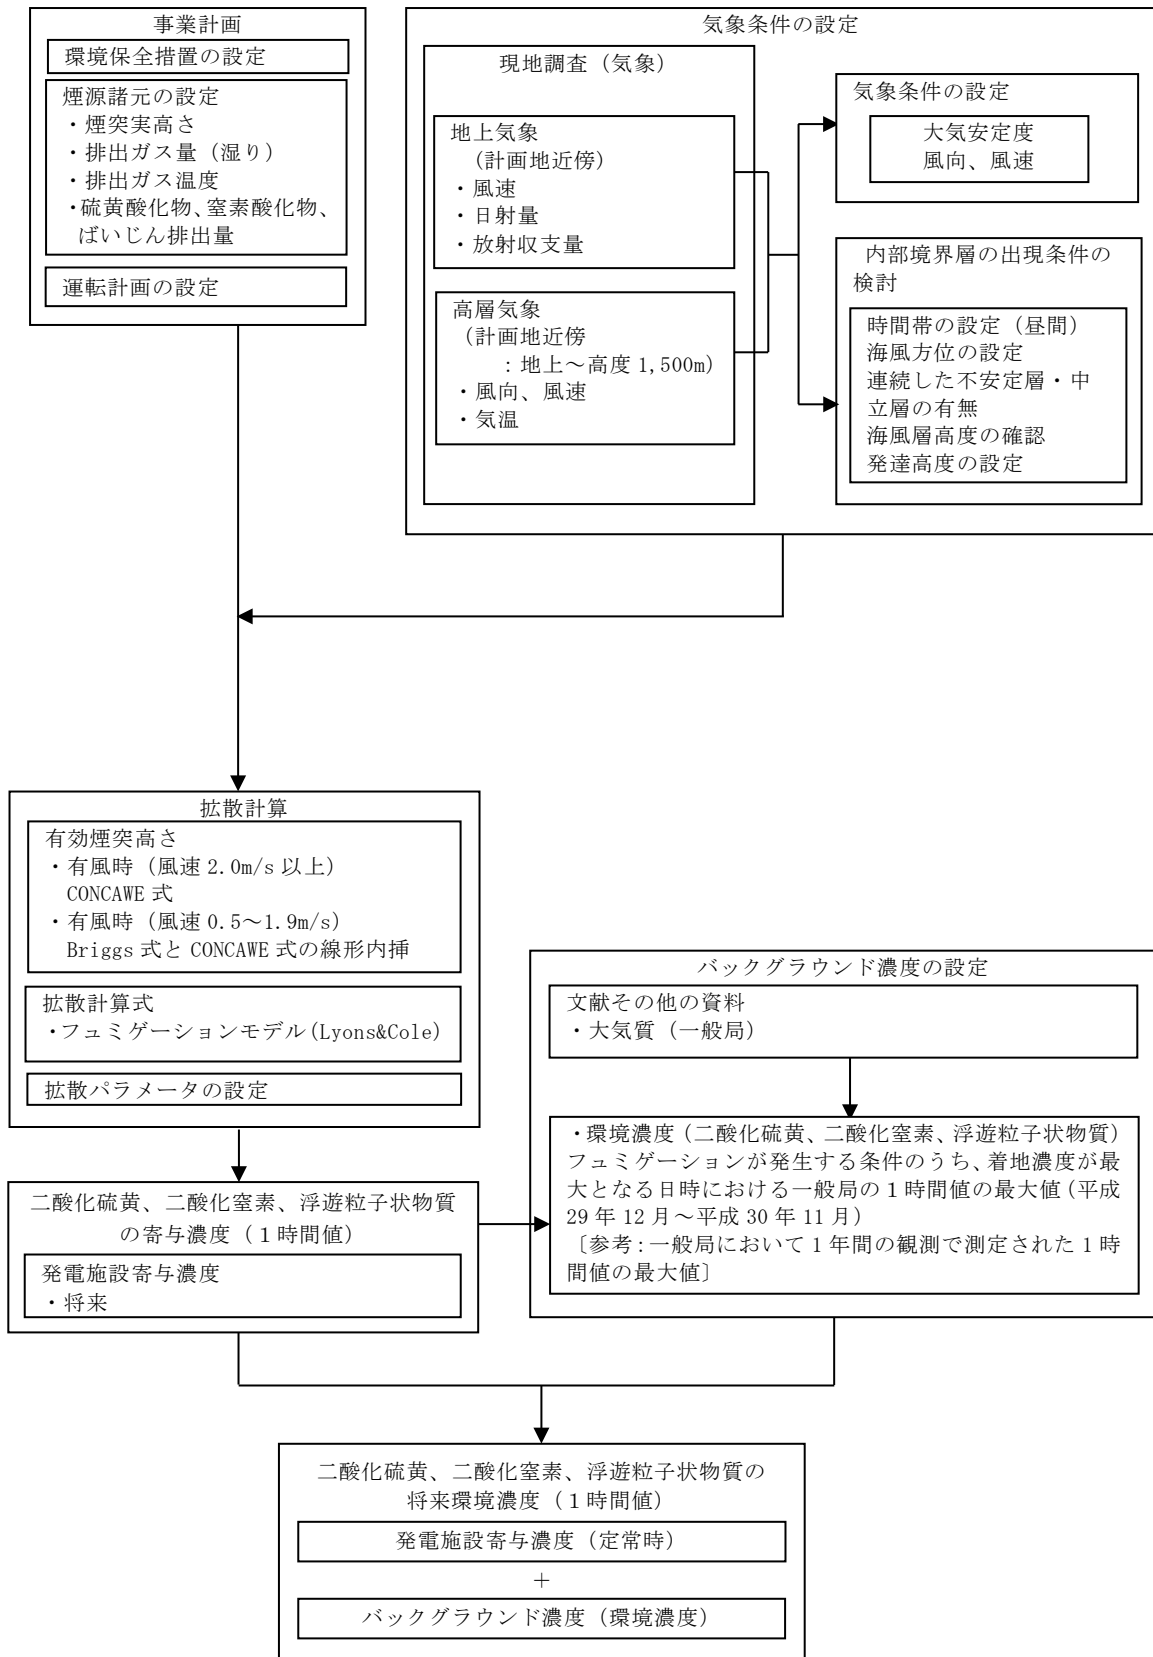 事業計画
環境保全措置の設定
煙源諸元の設定
・煙突実高さ
・排出ガス量（湿り）
・排出ガス温度
・硫黄酸化物、窒素酸化物、
ばいじん排出量
運転計画の設定
気象条件の設定
現地調査（気象）
地上気象
（計画地近傍）
・風速
・日射量
・放射収支量
高層気象
（計画地近傍
：地上～高度 1,500m）
・風向、風速
・気温
気象条件の設定
大気安定度
風向、風速
内部境界層の出現条件の
検討
時間帯の設定（昼間）
海風方位の設定
連続した不安定層・中
立層の有無
海風層高度の確認
発達高度の設定
拡散計算
有効煙突高さ
・有風時（風速 2.0m/s 以上）
CONCAWE 式
・有風時（風速 0.5～1.9m/s）
Briggs 式と CONCAWE 式の線形内挿
拡散計算式
・フュミゲーションモデル(Lyons&Cole)
拡散パラメータの設定
二酸化硫黄、二酸化窒素、浮遊粒子状物質
の寄与濃度（１時間値）
発電施設寄与濃度
・将来
バックグラウンド濃度の設定
文献その他の資料
・大気質（一般局）
・環境濃度（二酸化硫黄、二酸化窒素、浮遊粒子状物質）
フュミゲーションが発生する条件のうち、着地濃度が最
大となる日時における一般局の１時間値の最大値（平成
29 年 12 月～平成 30 年 11 月）
〔参考：一般局において１年間の観測で測定された１時
間値の最大値〕
二酸化硫黄、二酸化窒素、浮遊粒子状物質の
将来環境濃度（１時間値）
発電施設寄与濃度（定常時）
＋
バックグラウンド濃度（環境濃度）